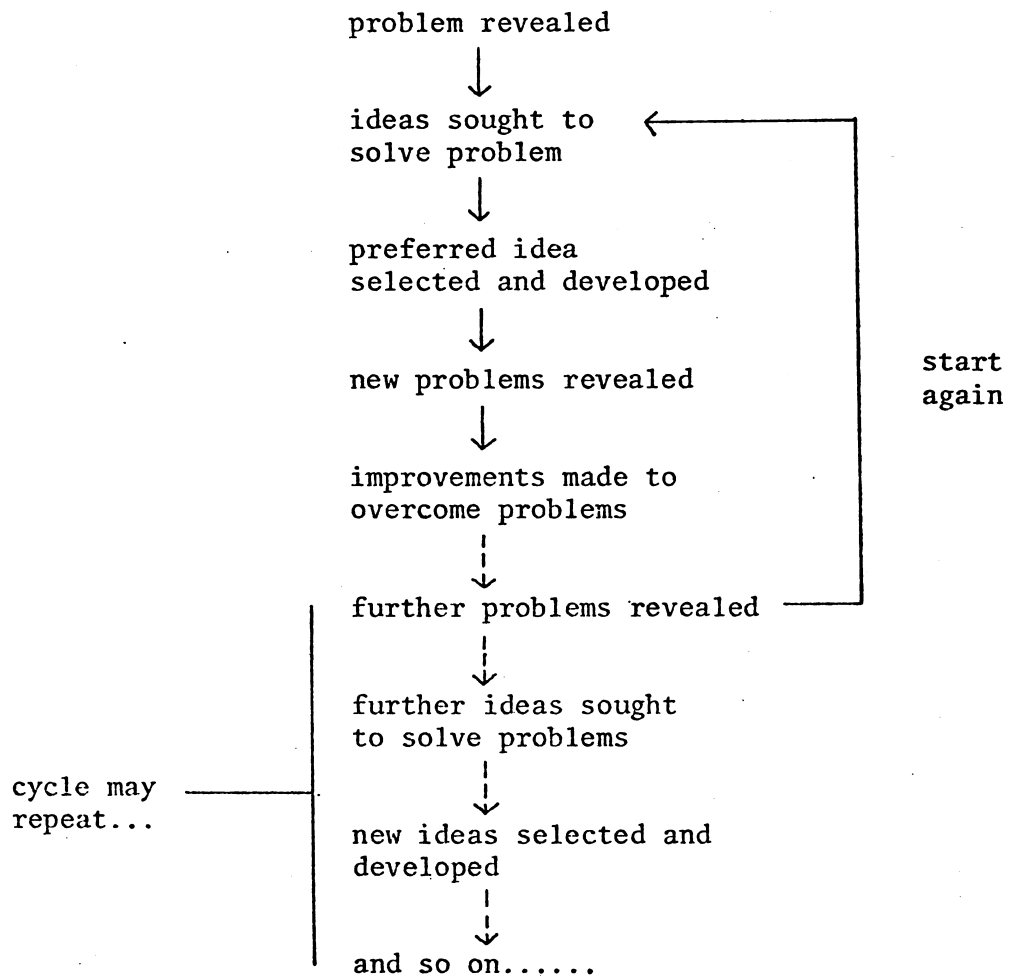 problem revealed
ideas sought to
solve problem
preferred idea
selected and developed
new problems revealed
start
again
improvements made to
overcome problems
further problems revealed
further ideas sought
to solve problems
cycle may
repeat...
new ideas selected and
developed
and so on......